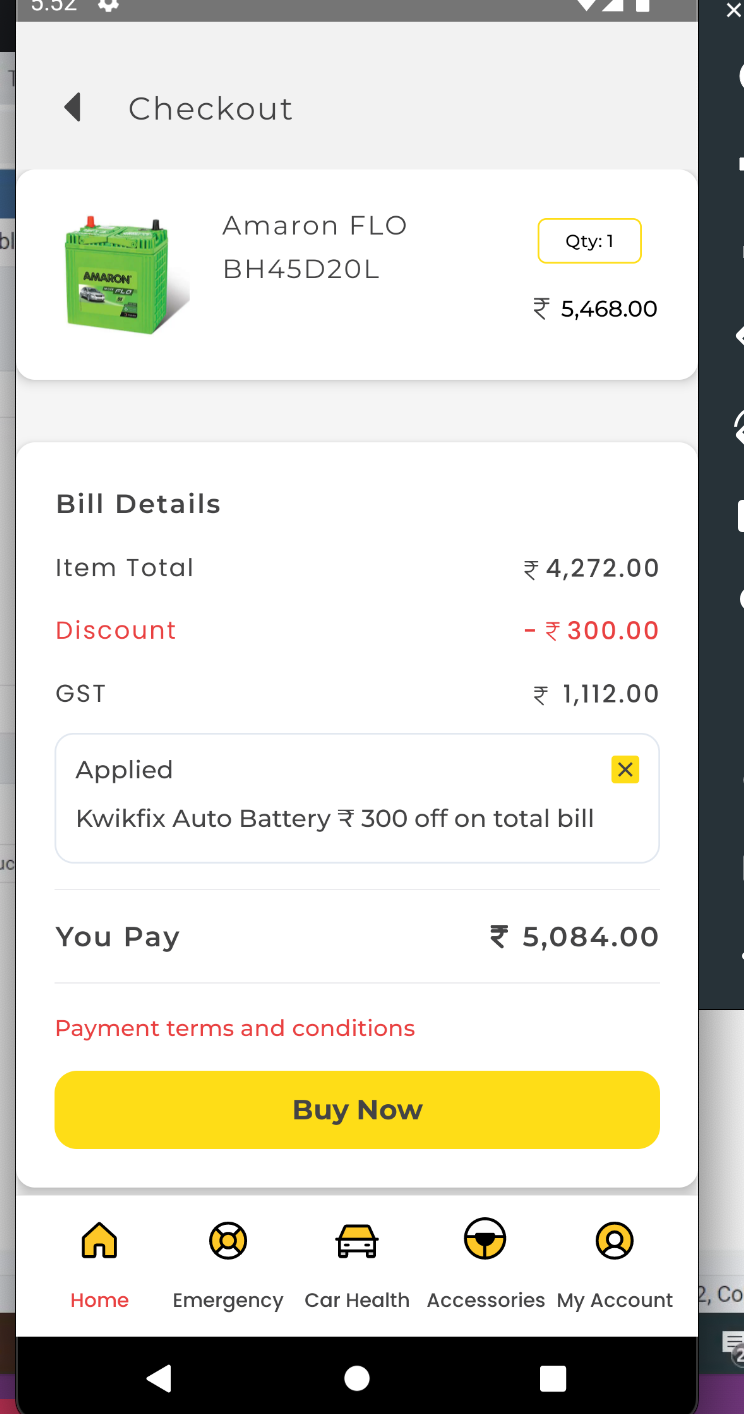 5:52
Checkout
Amaron FLO
BH45D20L
Qty: 1
₹ 5,468.00
AMARON
FLO
Bill Details
Item Total ₹ 4,272.00
Discount - ₹ 300.00
GST ₹ 1,112.00
Applied
Kwikfix Auto Battery ₹ 300 off on total bill
You Pay ₹ 5,084.00
Payment terms and conditions
Buy Now
Home Emergency Car Health Accessories My Account
2, Co